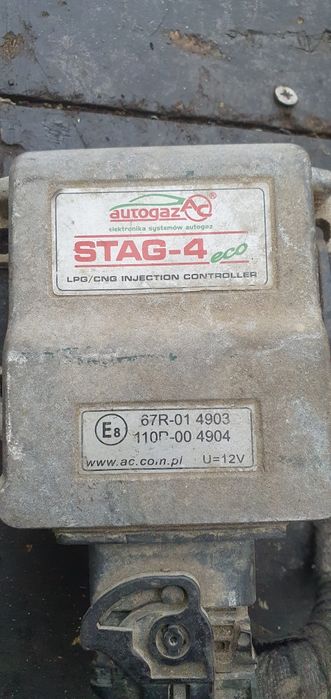 autogaz AC ®
elektronika systemów autogaz
STAG-4 eco
LPG/CNG INJECTION CONTROLLER
E8
67R-01 4903
110R-00 4904
www.ac.com.pl U=12V